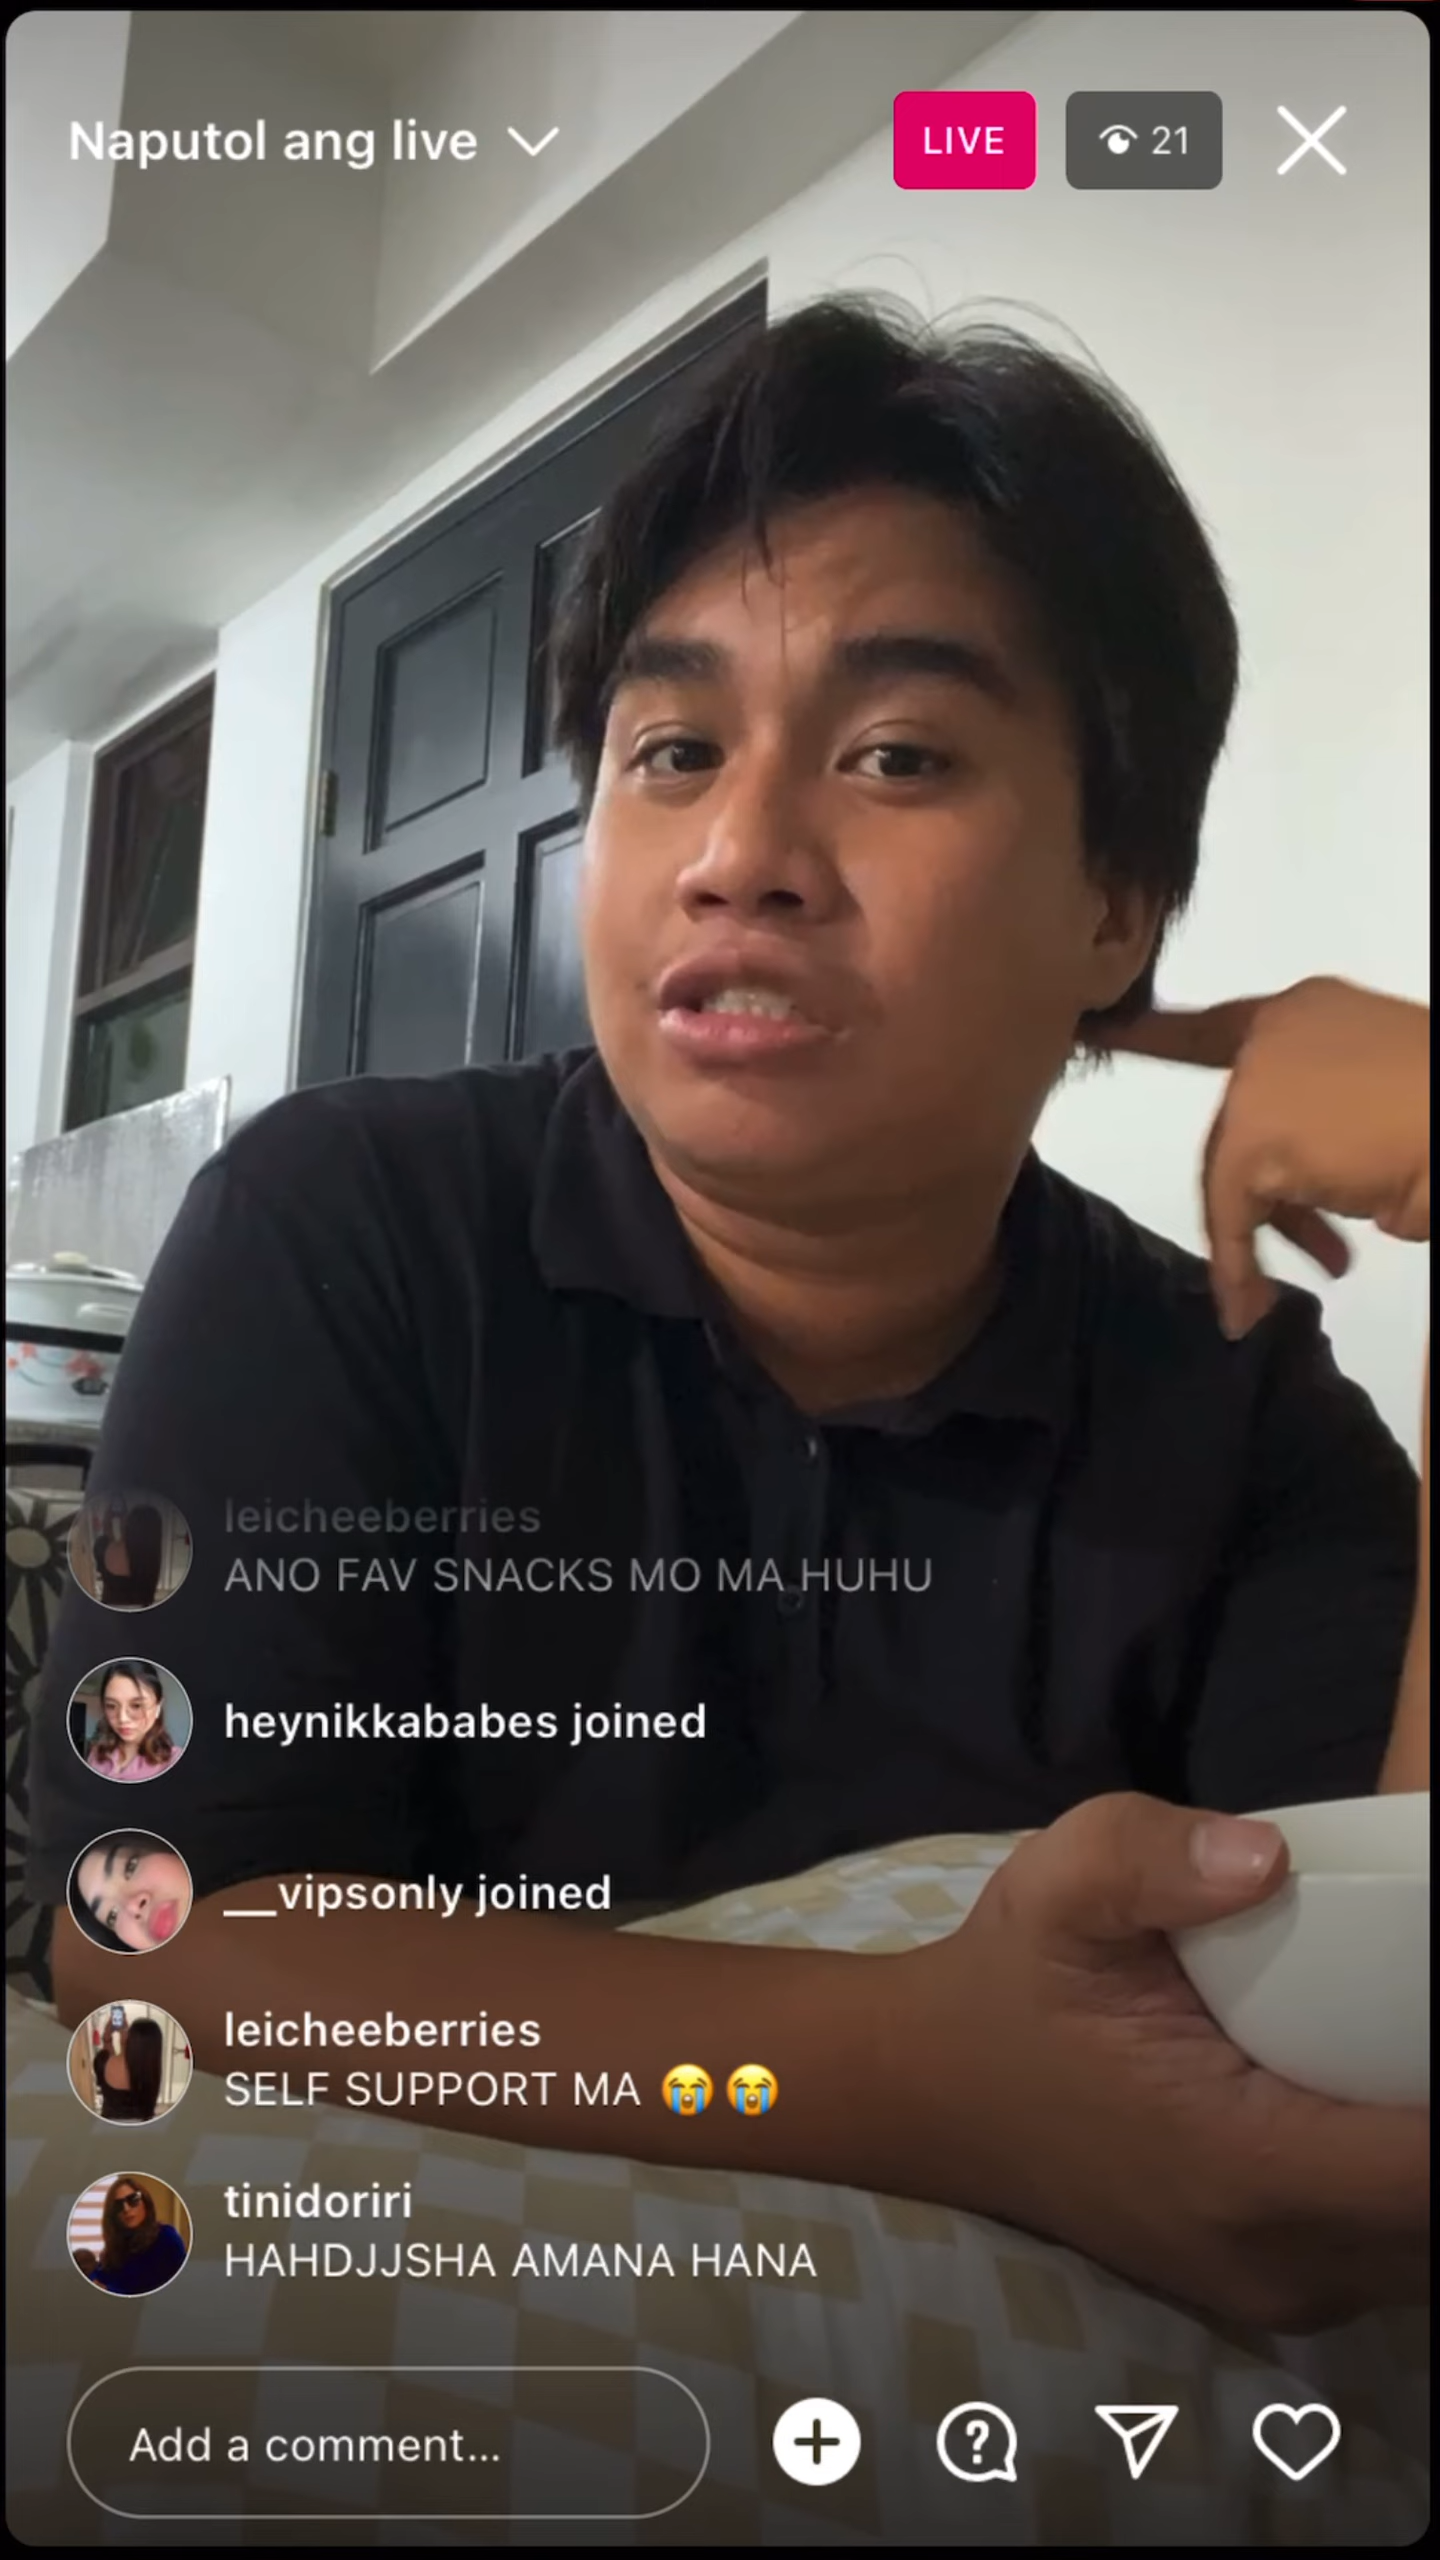 Naputol ang live
LIVE
21
leicheeberries
ANO FAV SNACKS MO MA HUHU
heynikkababes joined
__vipsonly joined
leicheeberries
SELF SUPPORT MA 😭😭
tinidoriri
HAHDJJSHA AMANA HANA
Add a comment...